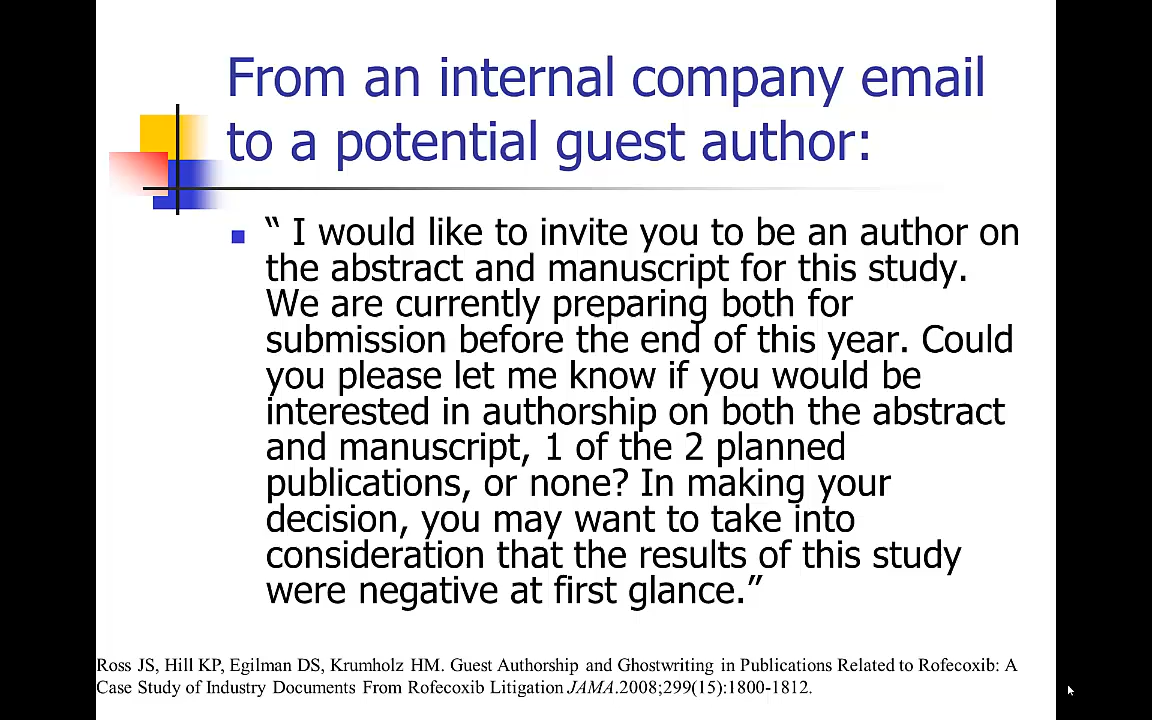 From an internal company email
to a potential guest author:
“ I would like to invite you to be an author on
the abstract and manuscript for this study.
We are currently preparing both for
submission before the end of this year. Could
you please let me know if you would be
interested in authorship on both the abstract
and manuscript, 1 of the 2 planned
publications, or none? In making your
decision, you may want to take into
consideration that the results of this study
were negative at first glance.”
Ross JS, Hill KP, Egilman DS, Krumholz HM. Guest Authorship and Ghostwriting in Publications Related to Rofecoxib: A
Case Study of Industry Documents From Rofecoxib Litigation JAMA.2008;299(15):1800-1812.